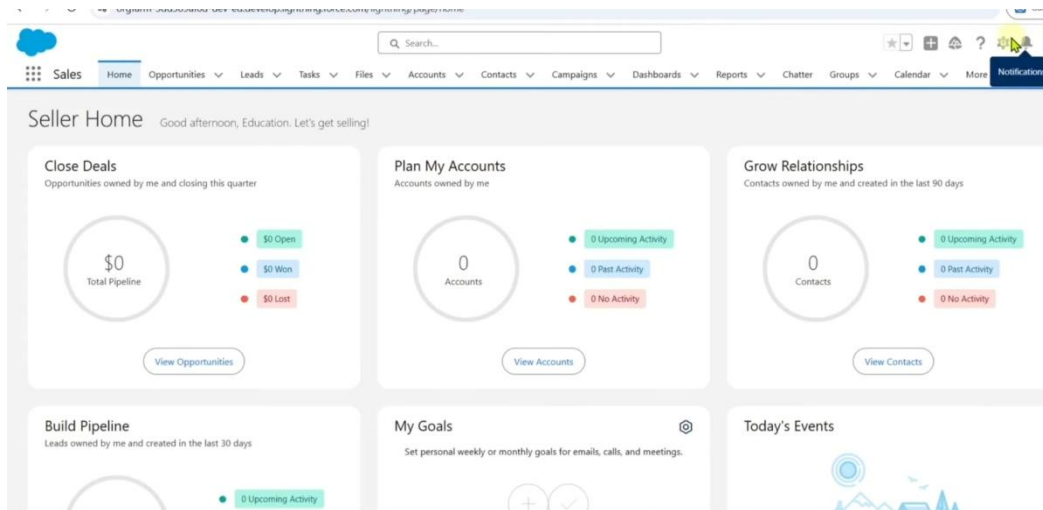 Search...
Sales Home Opportunities Leads Tasks Files Accounts Contacts Campaigns Dashboards Reports Chatter Groups Calendar More
Notifications
Seller Home Good afternoon, Education. Let's get selling!
Close Deals
Opportunities owned by me and closing this quarter
$0
Total Pipeline
$0 Open
$0 Won
$0 Lost
View Opportunities
Plan My Accounts
Accounts owned by me
0
Accounts
0 Upcoming Activity
0 Past Activity
0 No Activity
View Accounts
Grow Relationships
Contacts owned by me and created in the last 90 days
0
Contacts
0 Upcoming Activity
0 Past Activity
0 No Activity
View Contacts
Build Pipeline
Leads owned by me and created in the last 30 days
0 Upcoming Activity
My Goals
Set personal weekly or monthly goals for emails, calls, and meetings.
Today's Events